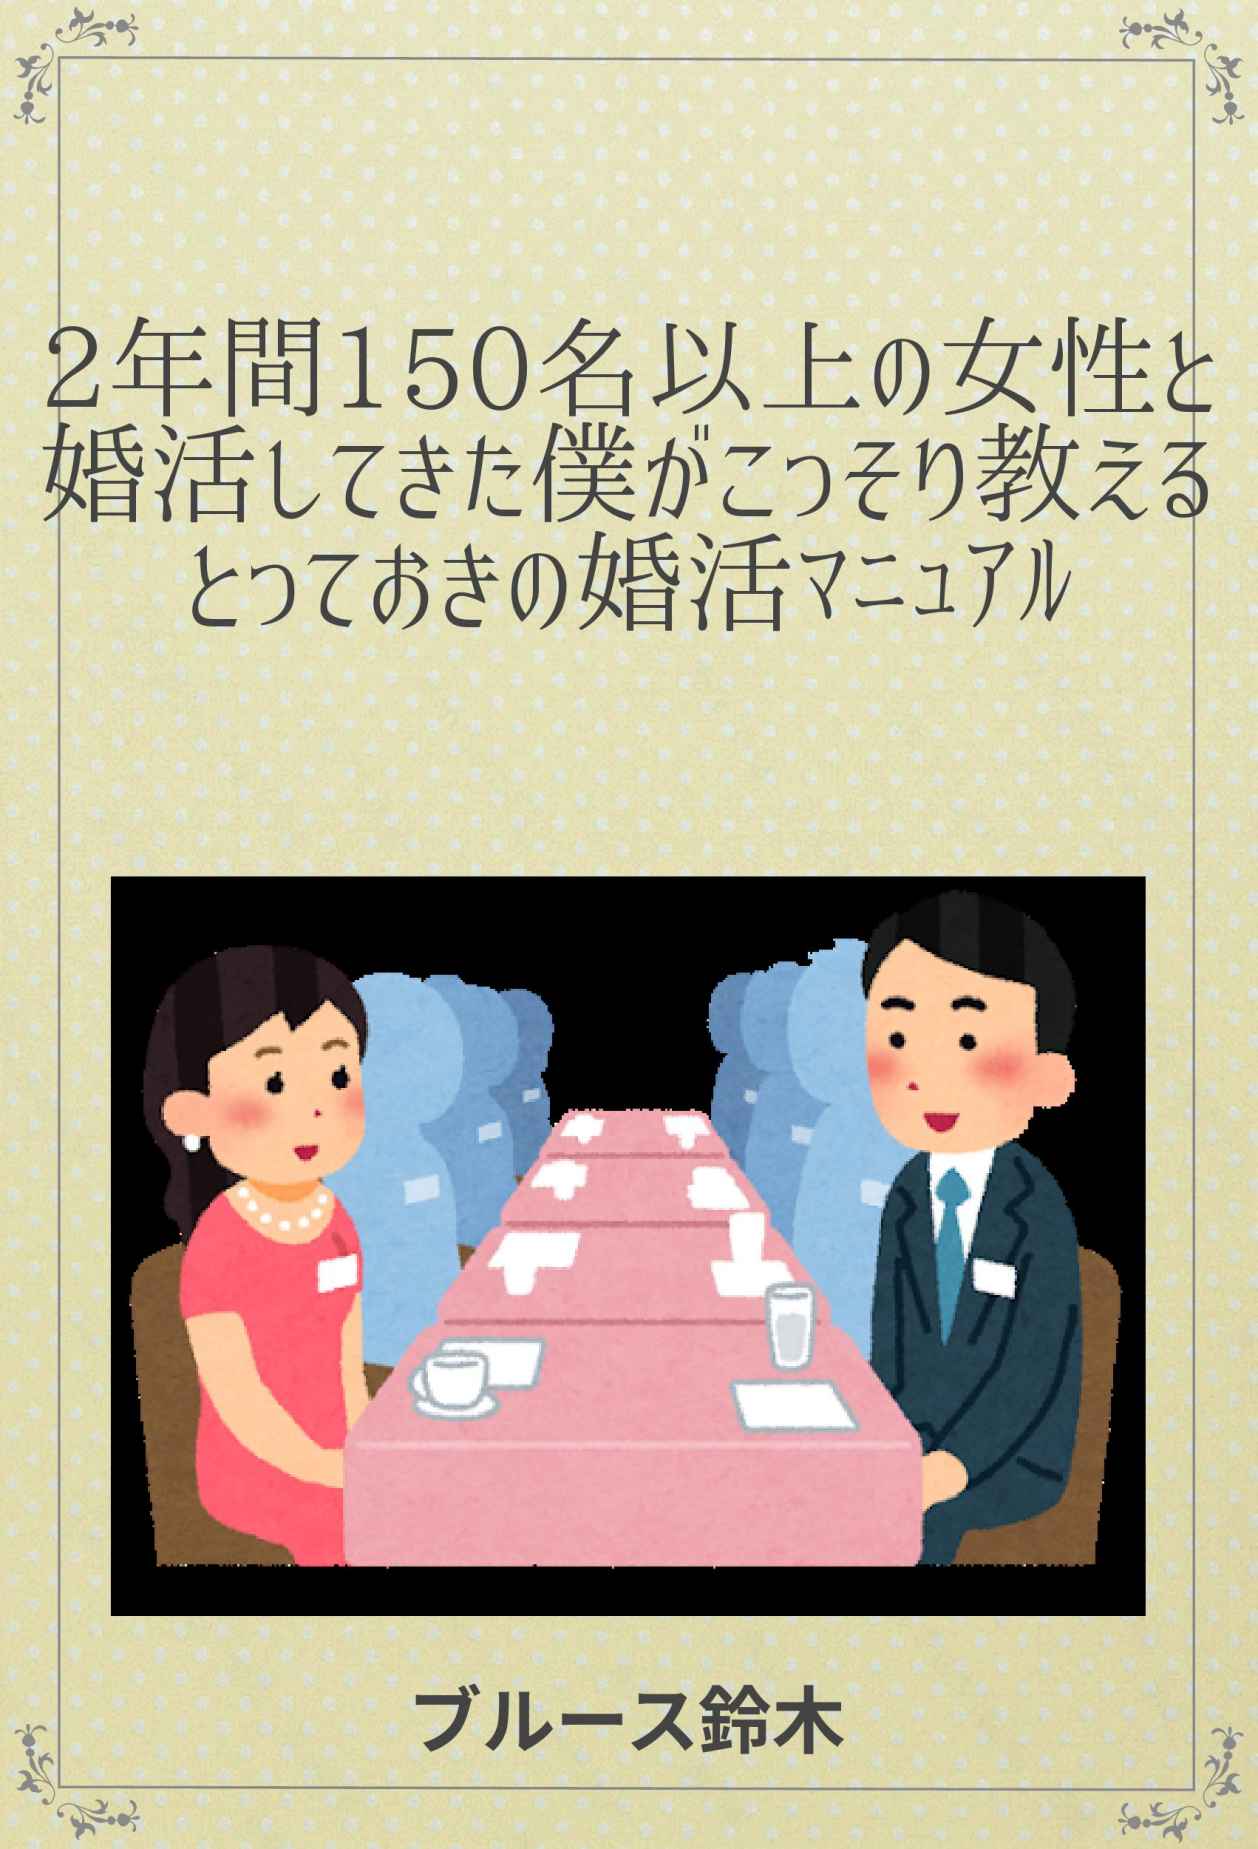 2年間150名以上の女性と
婚活してきた僕がこっそり教える
とっておきの婚活マニュアル
ブルース鈴木